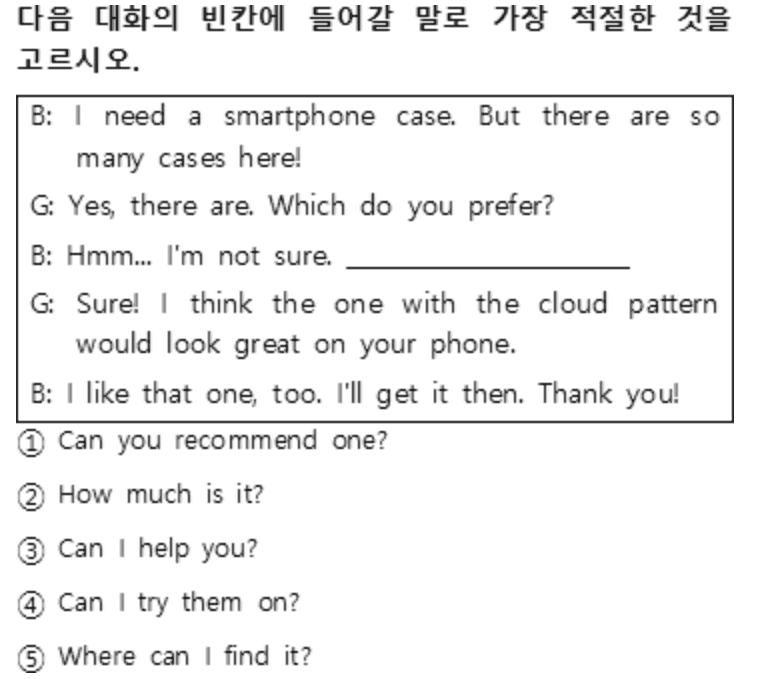 다음 대화의 빈칸에 들어갈 말로 가장 적절한 것을
고르시오.
B: I need a smartphone case. But there are so
many cases here!
G: Yes, there are. Which do you prefer?
B: Hmm... I'm not sure. ____________________
G: Sure! I think the one with the cloud pattern
would look great on your phone.
B: I like that one, too. I'll get it then. Thank you!
① Can you recommend one?
② How much is it?
③ Can I help you?
④ Can I try them on?
⑤ Where can I find it?